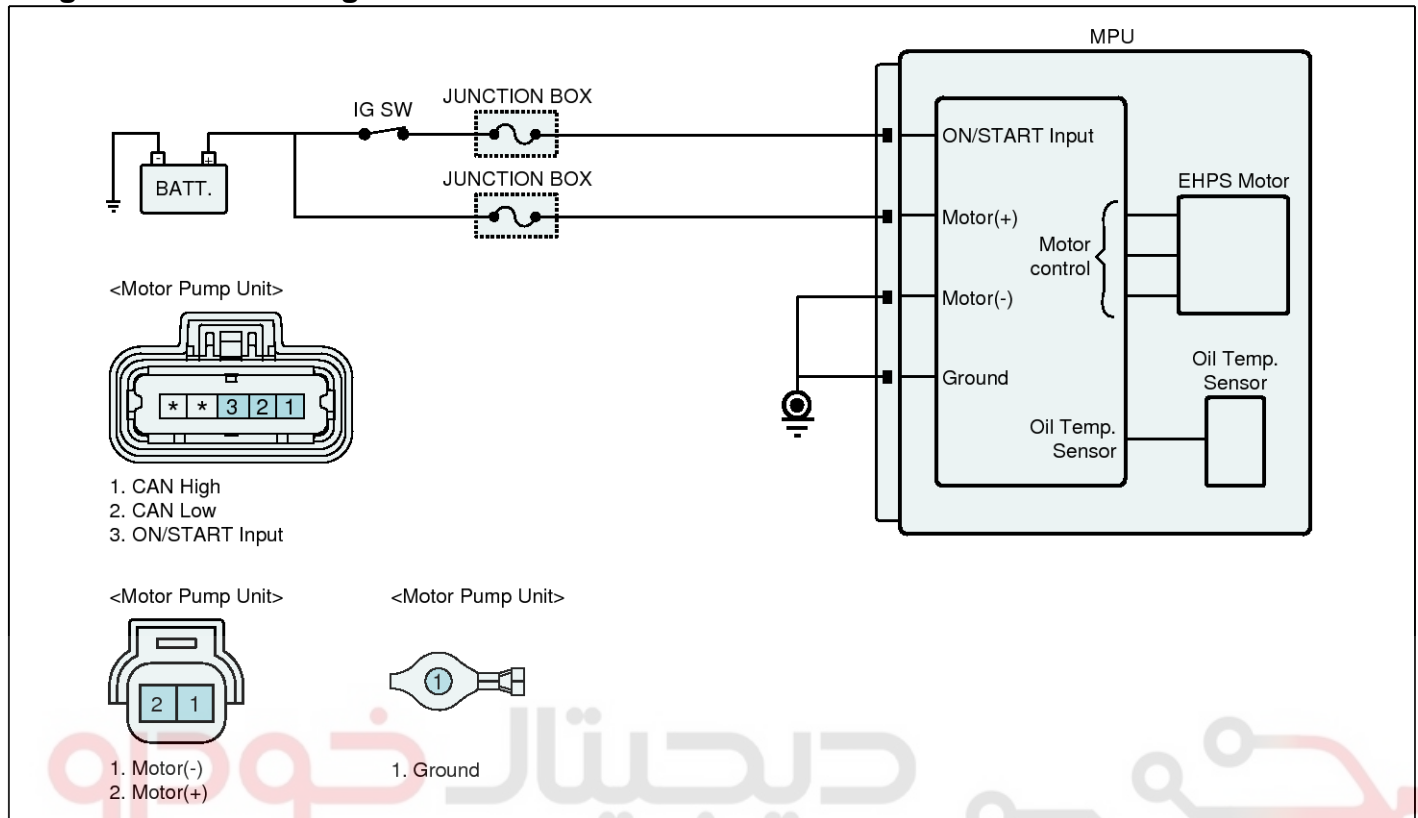 MPU
IG SW
JUNCTION BOX
ON/START Input
BATT.
- +
JUNCTION BOX
Motor(+)
EHPS Motor
Motor
control
Motor(-)
Ground
Oil Temp.
Sensor
Oil Temp.
Sensor
<Motor Pump Unit>
* * 3 2 1
1. CAN High
2. CAN Low
3. ON/START Input
<Motor Pump Unit>
2 1
1. Motor(-)
2. Motor(+)
<Motor Pump Unit>
1
1. Ground
دیجیتال خودرو